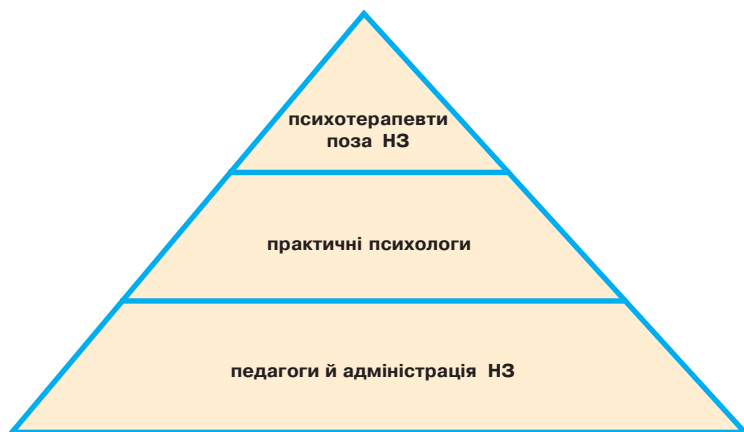 психотерапевти
поза НЗ
практичні психологи
педагоги й адміністрація НЗ